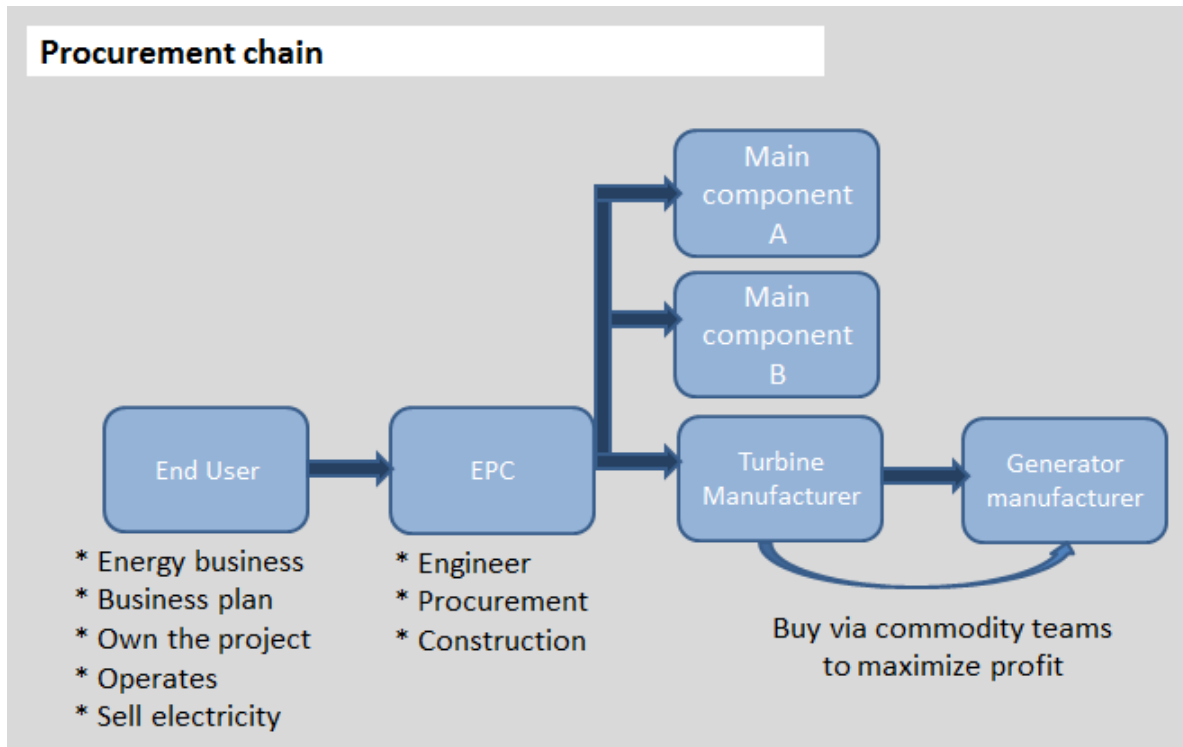 Procurement chain
Main
component
A
Main
component
B
End User
EPC
Turbine
Manufacturer
Generator
manufacturer
* Energy business
* Business plan
* Own the project
* Operates
* Sell electricity
* Engineer
* Procurement
* Construction
Buy via commodity teams
to maximize profit